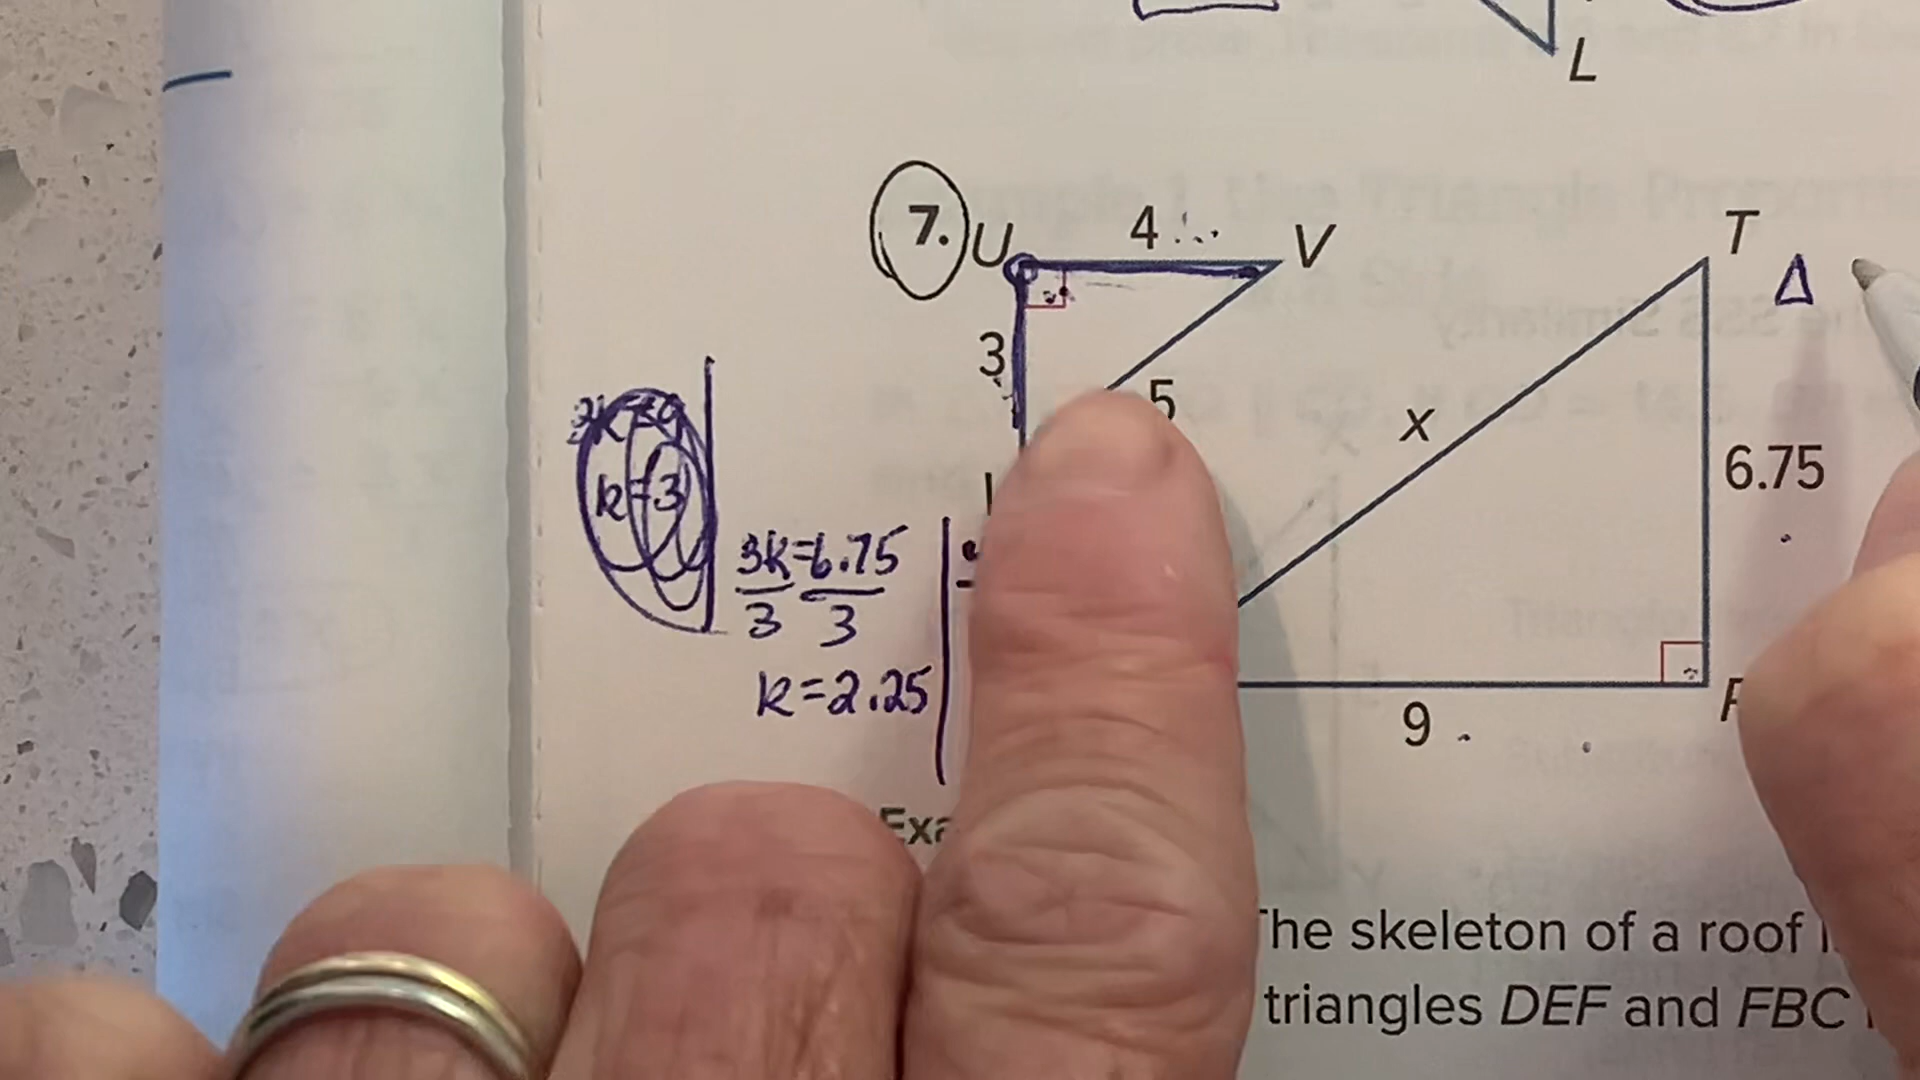 L
7.
U
4
V
T
Δ
3
5
x
6.75
k=3
3k=6.75
3 3
k=2.25
9
The skeleton of a roof
triangles DEF and FBC